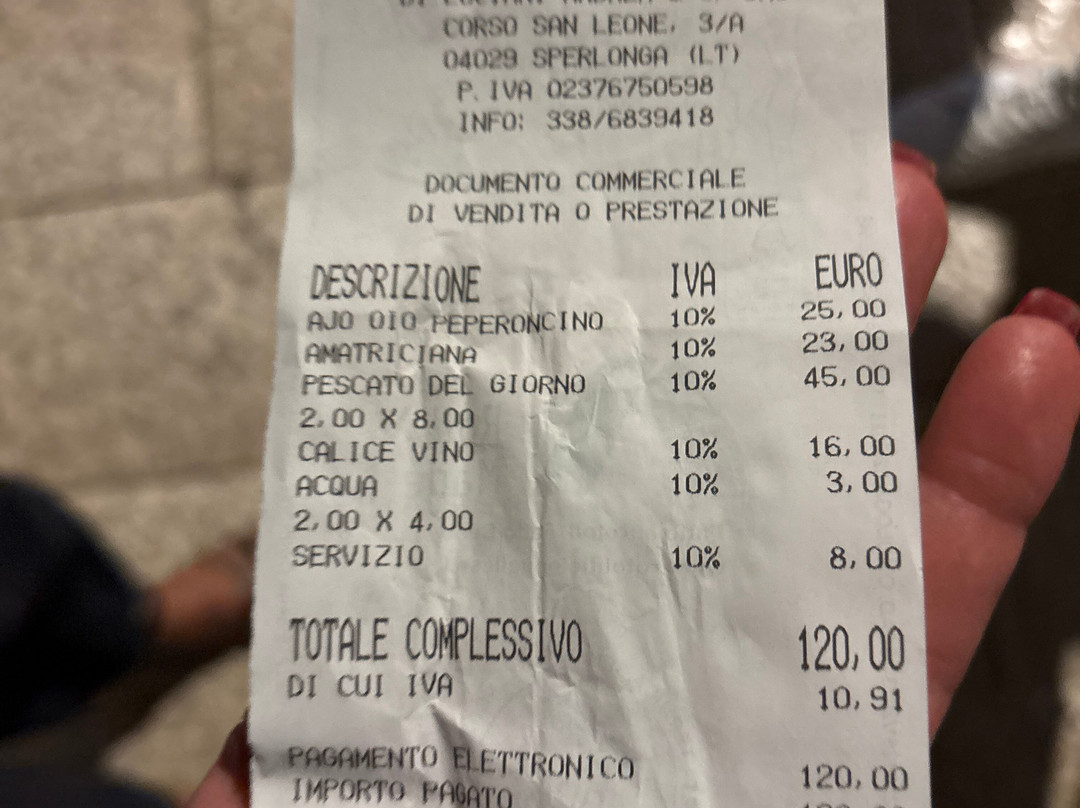 DI
CORSO SAN LEONE, 3/A
04029 SPERLONGA (LT)
P.IVA 02376750598
INFO: 338/6839418
DOCUMENTO COMMERCIALE
DI VENDITA O PRESTAZIONE
DESCRIZIONE IVA EURO
AJO OIO PEPERONCINO 10% 25,00
AMATRICIANA 10% 23,00
PESCATO DEL GIORNO 10% 45,00
2,00 X 8,00
CALICE VINO 10% 16,00
ACQUA 10% 3,00
2,00 X 4,00
SERVIZIO 10% 8,00
TOTALE COMPLESSIVO 120,00
DI CUI IVA 10,91
PAGAMENTO ELETTRONICO 120,00
IMPORTO PAGATO